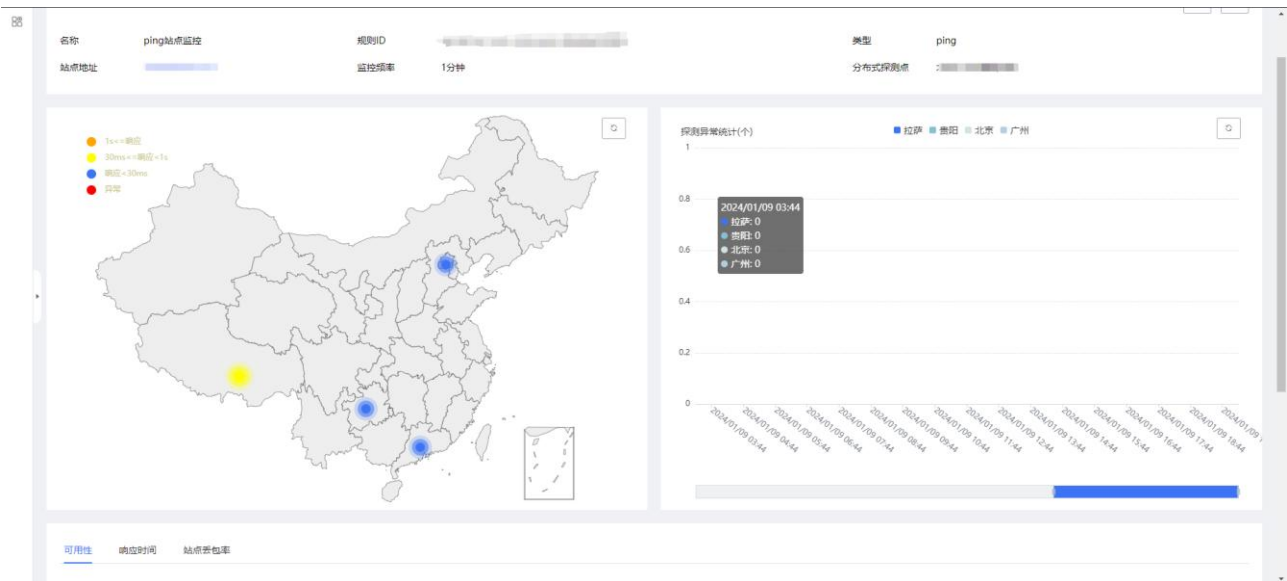 名称 ping站点监控 规则ID 类型 ping
站点地址 监控频率 1分钟 分布式探测点
1s<=响应
30ms<=响应<1s
响应<30ms
异常
探测异常统计(个) 拉萨 贵阳 北京 广州
1
0.8
0.6
0.4
0.2
0
2024/01/09 03:44
拉萨: 0
贵阳: 0
北京: 0
广州: 0
2024/01/09 03:44
2024/01/09 04:44
2024/01/09 05:44
2024/01/09 06:44
2024/01/09 07:44
2024/01/09 08:44
2024/01/09 09:44
2024/01/09 10:44
2024/01/09 11:44
2024/01/09 12:44
2024/01/09 13:44
2024/01/09 14:44
2024/01/09 15:44
2024/01/09 16:44
2024/01/09 17:44
2024/01/09 18:44
2024/01/09 1
可用性 响应时间 站点丢包率